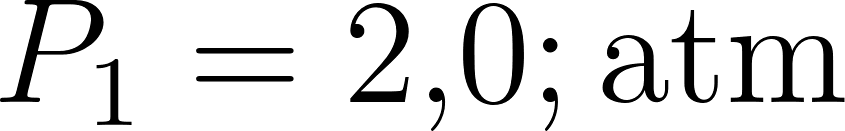 P₁ = 2,0; atm